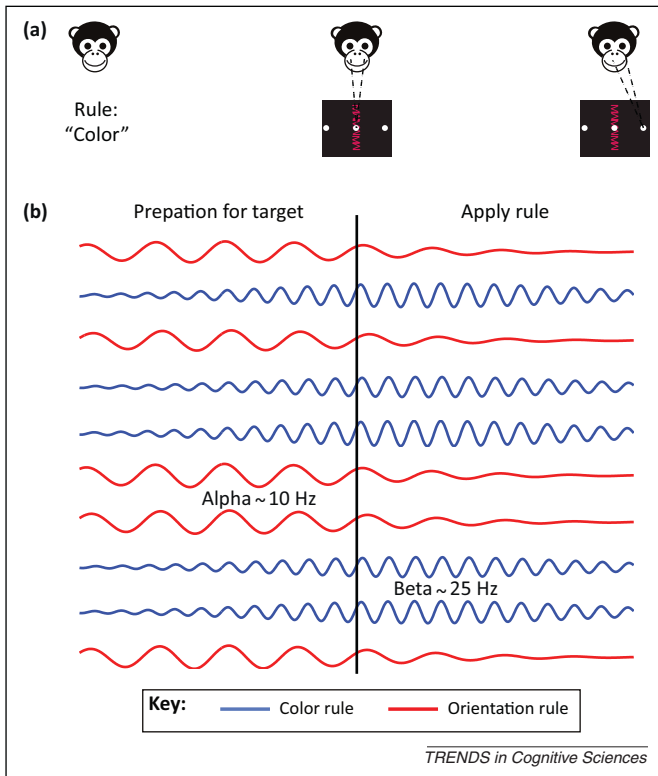 (a)
Rule:
“Color”
(b)
Prepation for target
Apply rule
Alpha ~ 10 Hz
Beta ~ 25 Hz
Key:
Color rule
Orientation rule
TRENDS in Cognitive Sciences